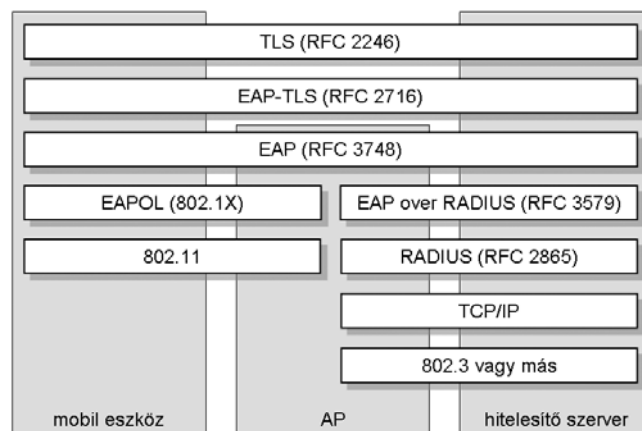 TLS (RFC 2246)
EAP-TLS (RFC 2716)
EAP (RFC 3748)
EAPOL (802.1X)
EAP over RADIUS (RFC 3579)
802.11
RADIUS (RFC 2865)
TCP/IP
802.3 vagy más
mobil eszköz
AP
hitelesítő szerver